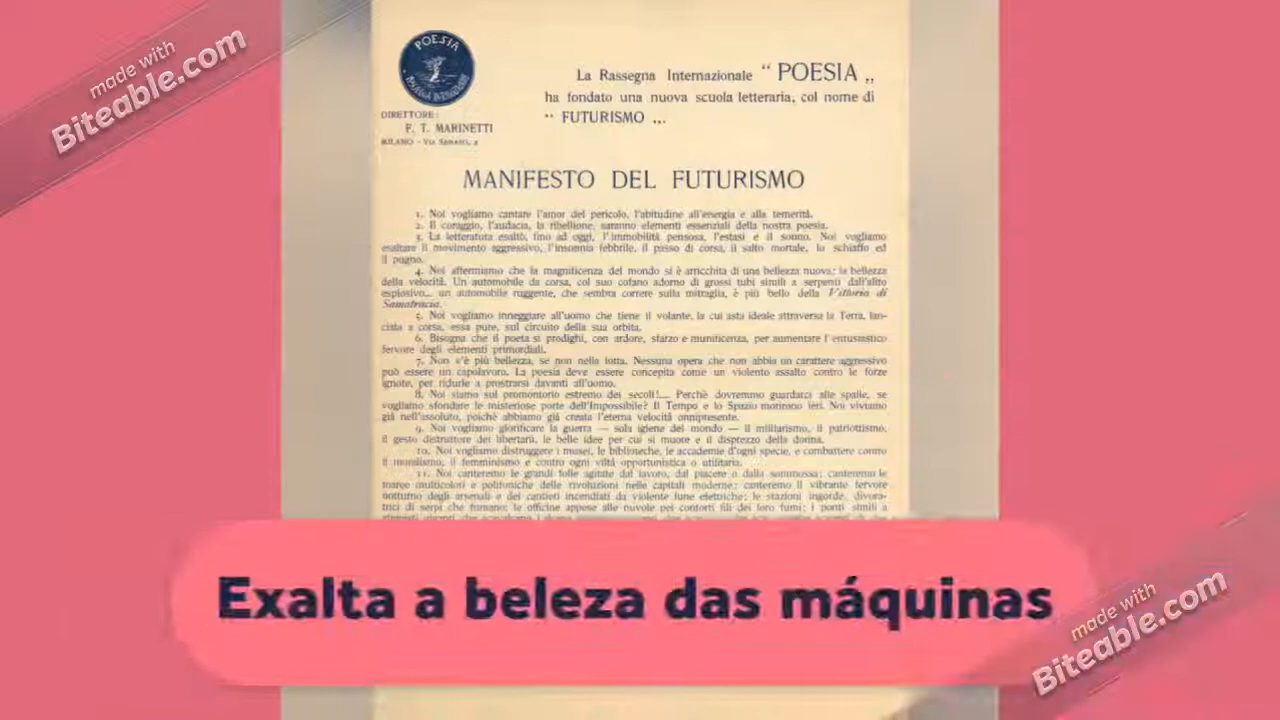 made with
Biteable.com
POESIA
DIRETTORE:
F. T. MARINETTI
MILANO - Via Senato, 2
La Rassegna Internazionale “ POESIA „
ha fondato una nuova scuola letteraria, col nome di
“ FUTURISMO „.
MANIFESTO DEL FUTURISMO
1. Noi vogliamo cantare l'amor del pericolo, l'abitudine all'energia e alla temerità.
2. Il coraggio, l'audacia, la ribellione, saranno elementi essenziali della nostra poesia.
3. La letteratura esaltò, fino ad oggi, l'immobilità pensosa, l'estasi e il sonno. Noi vogliamo
esaltare il movimento aggressivo, l'insonnia febbrile, il passo di corsa, il salto mortale, lo schiaffo ed
il pugno.
4. Noi affermiamo che la magnificenza del mondo si è arricchita di una bellezza nuova: la bellezza
della velocità. Un automobile da corsa, col suo cofano adorno di grossi tubi simili a serpenti dall'alito
esplosivo... un automobile ruggente, che sembra correre sulla mitraglia, è più bello della Vittoria di
Samotracia.
5. Noi vogliamo inneggiare all'uomo che tiene il volante, la cui asta ideale attraversa la Terra, lan-
ciata a corsa, essa pure, sul circuito della sua orbita.
6. Bisogna che il poeta si prodighi, con ardore, sfarzo e munificenza, per aumentare l'entusiastico
fervore degli elementi primordiali.
7. Non v'è più bellezza, se non nella lotta. Nessuna opera che non abbia un carattere aggressivo
può essere un capolavoro. La poesia deve essere concepita come un violento assalto contro le forze
ignote, per ridurle a prostrarsi davanti all'uomo.
8. Noi siamo sul promontorio estremo dei secoli!... Perchè dovremmo guardarci alle spalle, se
vogliamo sfondare le misteriose porte dell'Impossibile? Il Tempo e lo Spazio morirono ieri. Noi viviamo
già nell'assoluto, poichè abbiamo già creata l'eterna velocità onnipresente.
9. Noi vogliamo glorificare la guerra — sola igiene del mondo — il militarismo, il patriottismo,
il gesto distruttore dei libertari, le belle idee per cui si muore e il disprezzo della donna.
10. Noi vogliamo distruggere i musei, le biblioteche, le accademie d'ogni specie, e combattere contro
il moralismo, il femminismo e contro ogni viltà opportunistica o utilitaria.
11. Noi canteremo le grandi folle agitate dal lavoro, dal piacere o dalla sommossa: canteremo le
maree multicolori e polifoniche delle rivoluzioni nelle capitali moderne; canteremo il vibrante fervore
notturno degli arsenali e dei cantieri incendiati da violente lune elettriche; le stazioni ingorde, divora-
trici di serpi che fumano; le officine appese alle nuvole pei contorti fili dei loro fumi; i ponti simili a
Exalta a beleza das máquinas
made with
Biteable.com